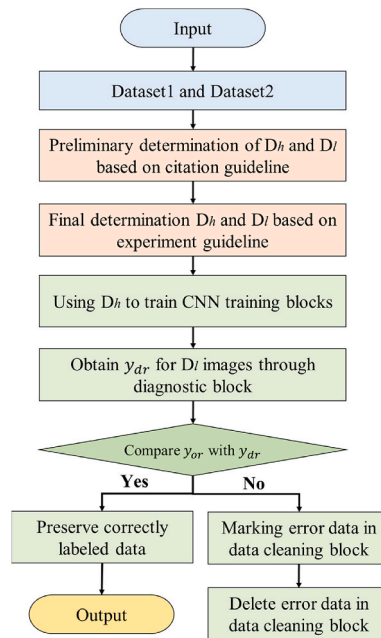 Input
Dataset1 and Dataset2
Preliminary determination of Dh and Dl
based on citation guideline
Final determination Dh and Dl based on
experiment guideline
Using Dh to train CNN training blocks
Obtain ydr for Dl images through
diagnostic block
Compare yor with ydr
Yes
No
Preserve correctly
labeled data
Marking error data in
data cleaning block
Output
Delete error data in
data cleaning block